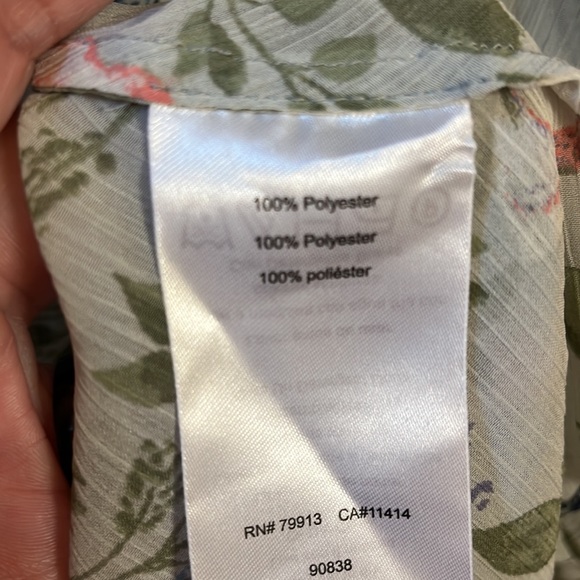 100% Polyester
100% Polyester
100% poliéster
RN# 79913 CA#11414
90838